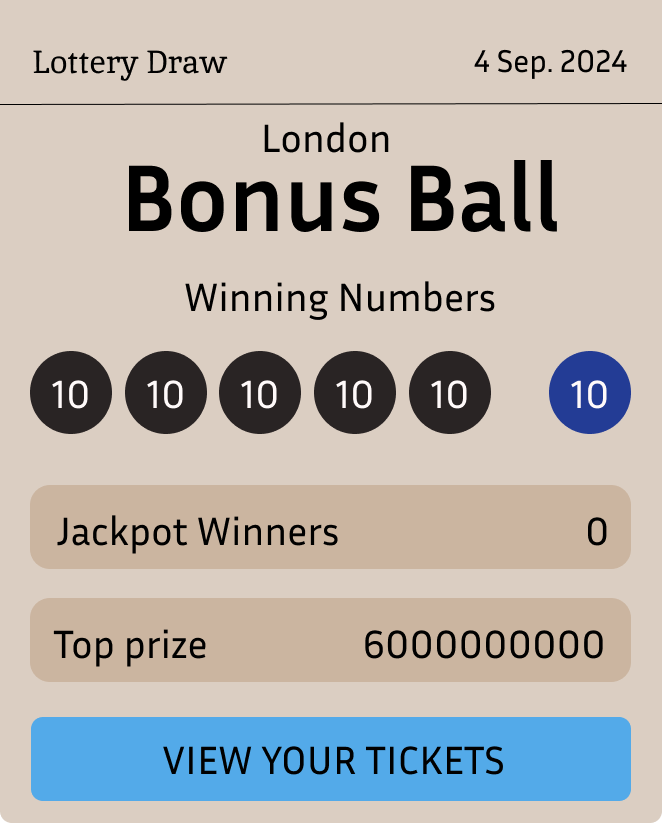 Lottery Draw 4 Sep. 2024
London
Bonus Ball
Winning Numbers
10 10 10 10 10 10
Jackpot Winners 0
Top prize 6000000000
VIEW YOUR TICKETS